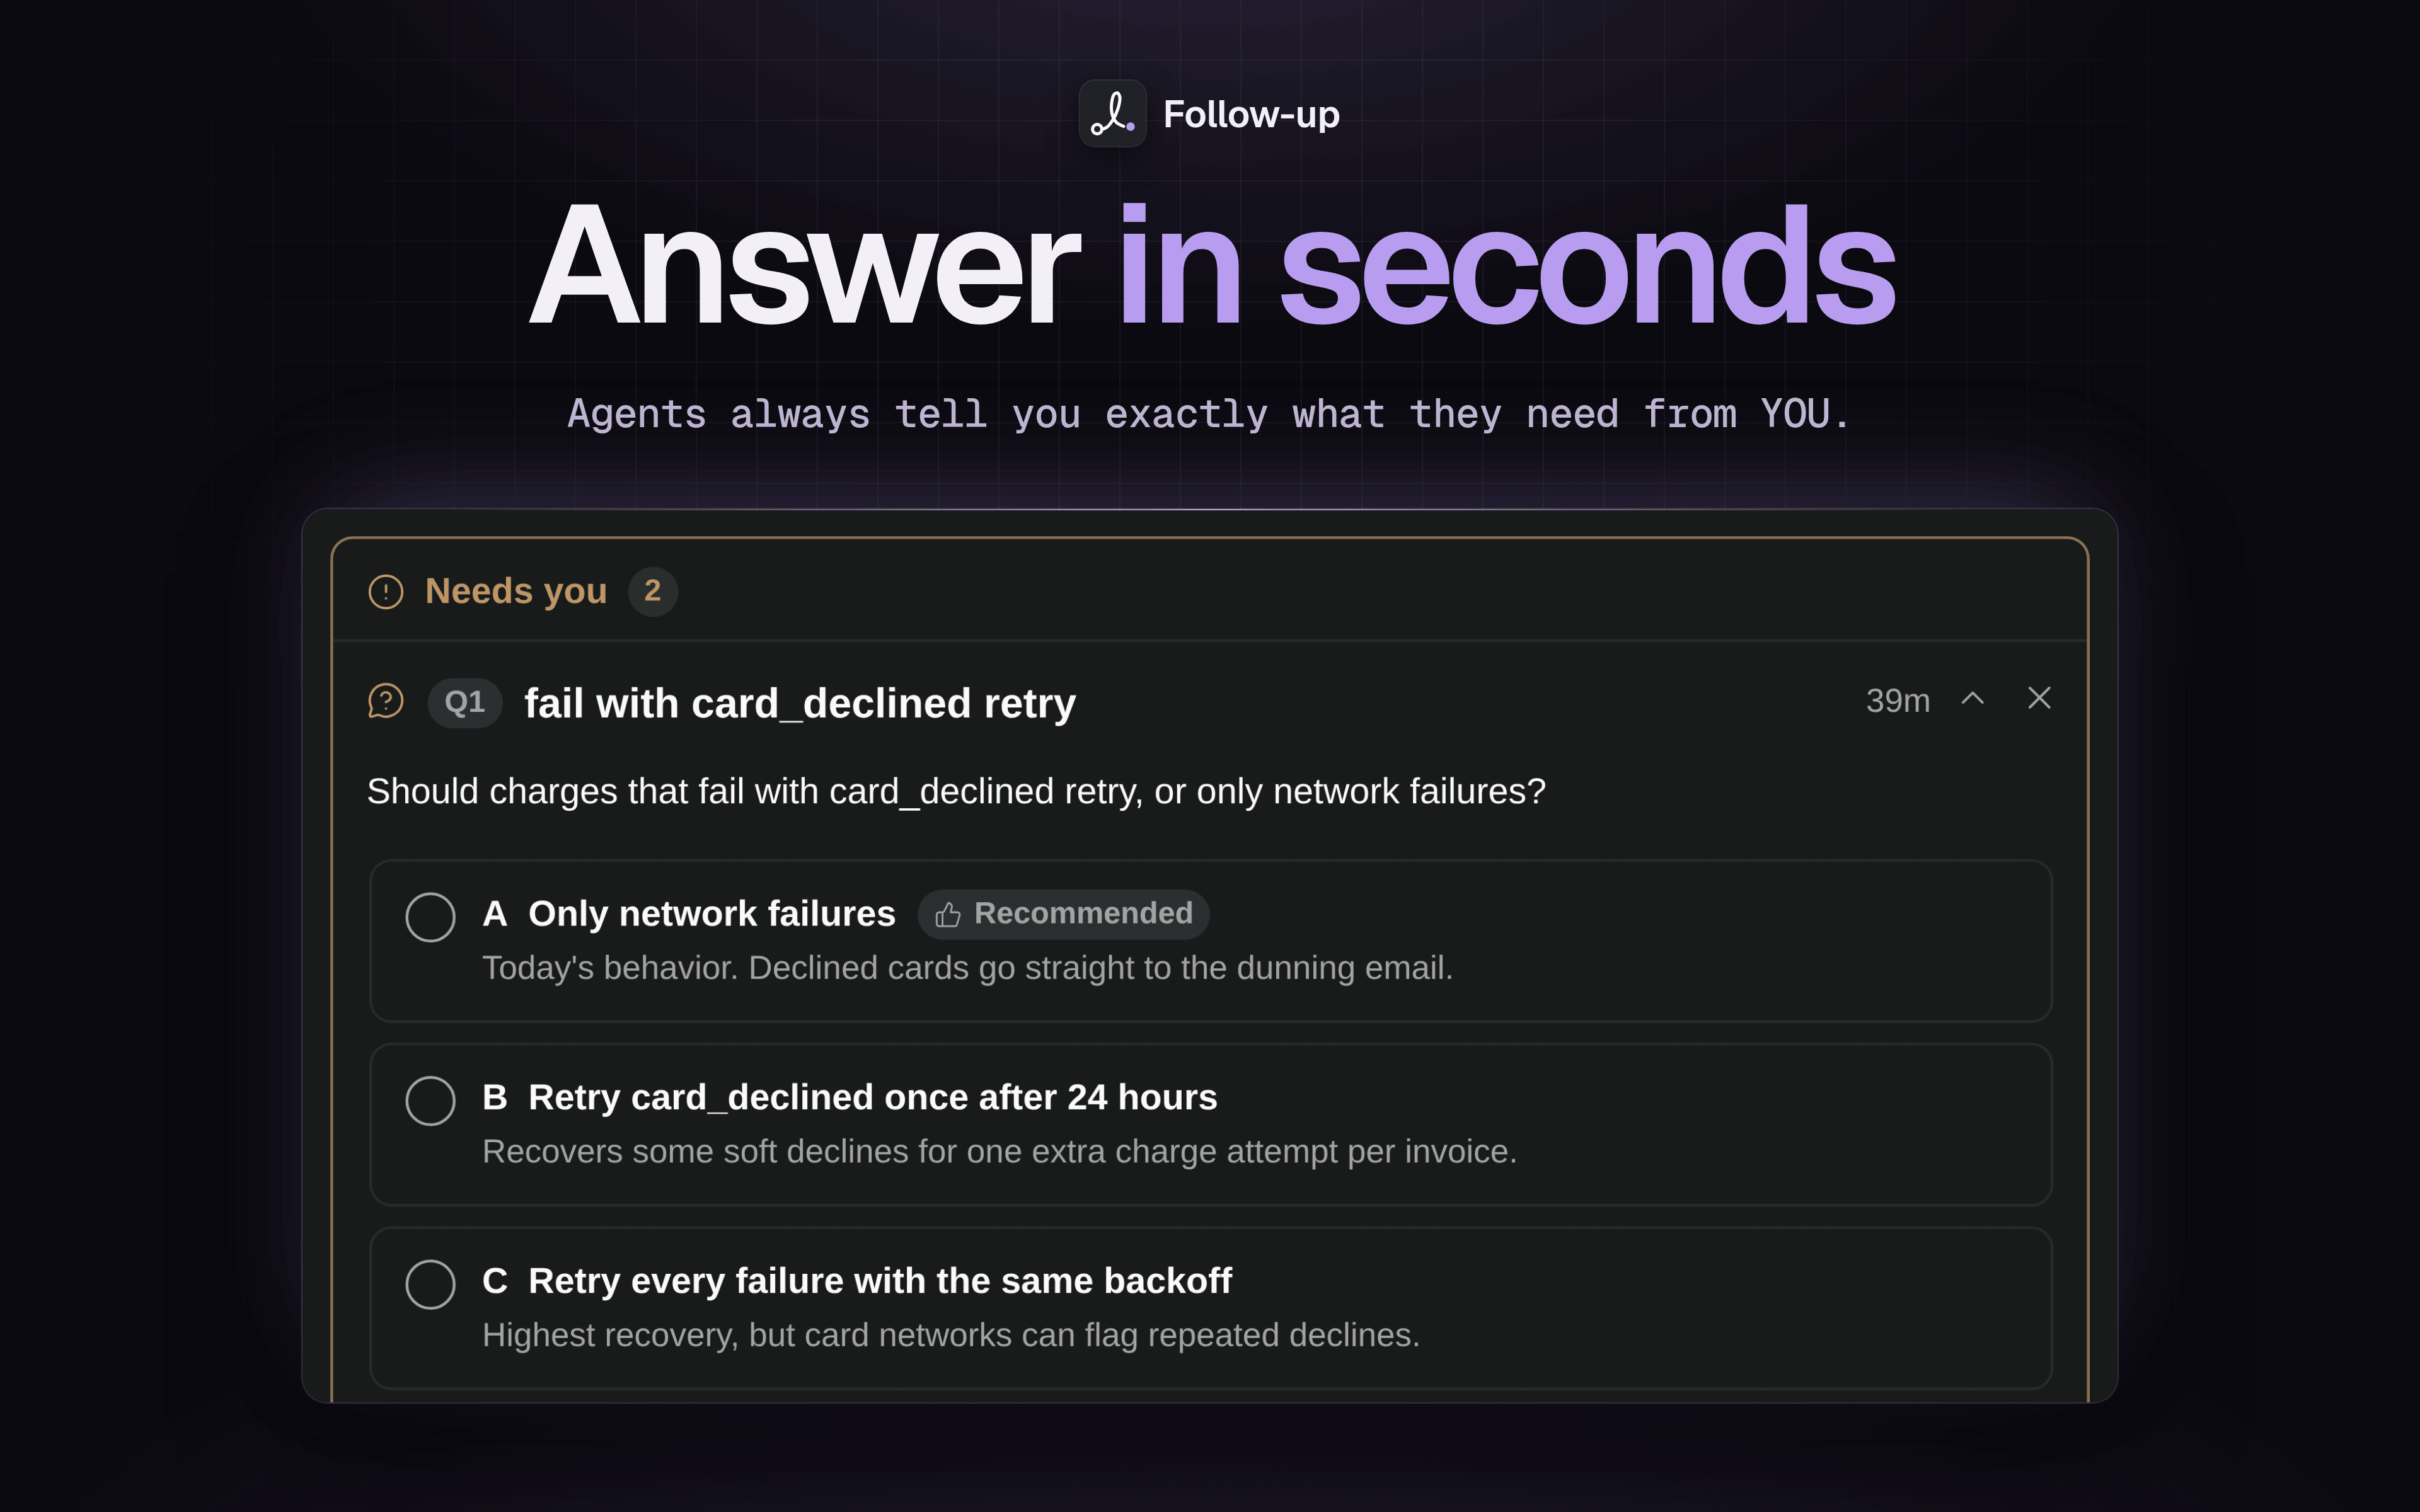 Follow-up
Answer in seconds
Agents always tell you exactly what they need from YOU.
Needs you 2
Q1 fail with card_declined retry 39m
Should charges that fail with card_declined retry, or only network failures?
A Only network failures Recommended
Today's behavior. Declined cards go straight to the dunning email.
B Retry card_declined once after 24 hours
Recovers some soft declines for one extra charge attempt per invoice.
C Retry every failure with the same backoff
Highest recovery, but card networks can flag repeated declines.